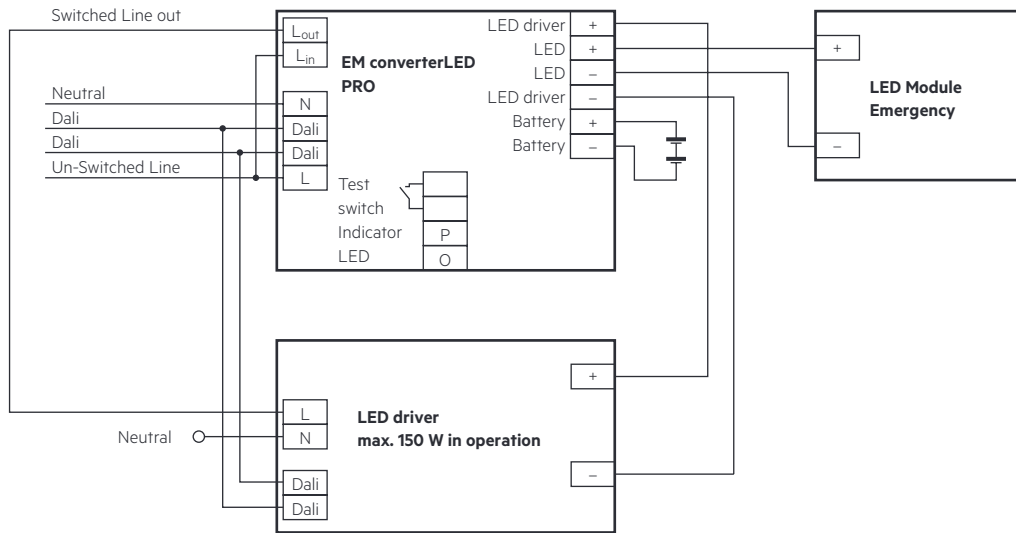 Switched Line out
Lout
Lin
EM converterLED
PRO
LED driver +
LED +
LED –
LED driver –
Battery +
Battery –
+
LED Module
Emergency
–
Neutral
N
Dali
Dali
Dali
Dali
Un-Switched Line
L
Test
switch
Indicator P
LED O
+
L
LED driver
max. 150 W in operation
Neutral
N
–
Dali
Dali